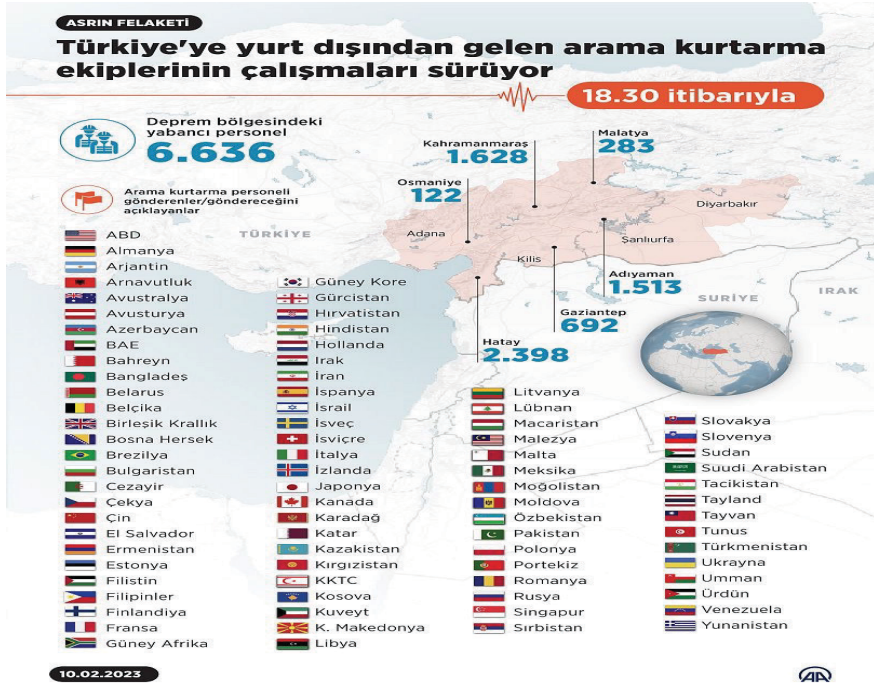 ASRIN FELAKETİ
Türkiye'ye yurt dışından gelen arama kurtarma
ekiplerinin çalışmaları sürüyor
18.30 itibarıyla
Deprem bölgesindeki
yabancı personel
6.636
Arama kurtarma personeli
gönderenler/göndereceğini
açıklayanlar
Kahramanmaraş
1.628
Malatya
283
Osmaniye
122
Diyarbakır
Adana
Şanlıurfa
Kilis
TÜRKİYE
Adıyaman
1.513
SURİYE
IRAK
Gaziantep
692
Hatay
2.398
ABD
Almanya
Arjantin
Arnavutluk
Avustralya
Avusturya
Azerbaycan
BAE
Bahreyn
Bangladeş
Belarus
Belçika
Birleşik Krallık
Bosna Hersek
Brezilya
Bulgaristan
Cezayir
Çekya
Çin
El Salvador
Ermenistan
Estonya
Filistin
Filipinler
Finlandiya
Fransa
Güney Afrika
Güney Kore
Gürcistan
Hırvatistan
Hindistan
Hollanda
Irak
İran
İspanya
İsrail
İsveç
İsviçre
İtalya
İzlanda
Japonya
Kanada
Karadağ
Katar
Kazakistan
Kırgızistan
KKTC
Kosova
Kuveyt
K. Makedonya
Libya
Litvanya
Lübnan
Macaristan
Malezya
Malta
Meksika
Moğolistan
Moldova
Özbekistan
Pakistan
Polonya
Portekiz
Romanya
Rusya
Singapur
Sırbistan
Slovakya
Slovenya
Sudan
Suudi Arabistan
Tacikistan
Tayland
Tayvan
Tunus
Türkmenistan
Ukrayna
Umman
Ürdün
Venezuela
Yunanistan
10.02.2023
AA